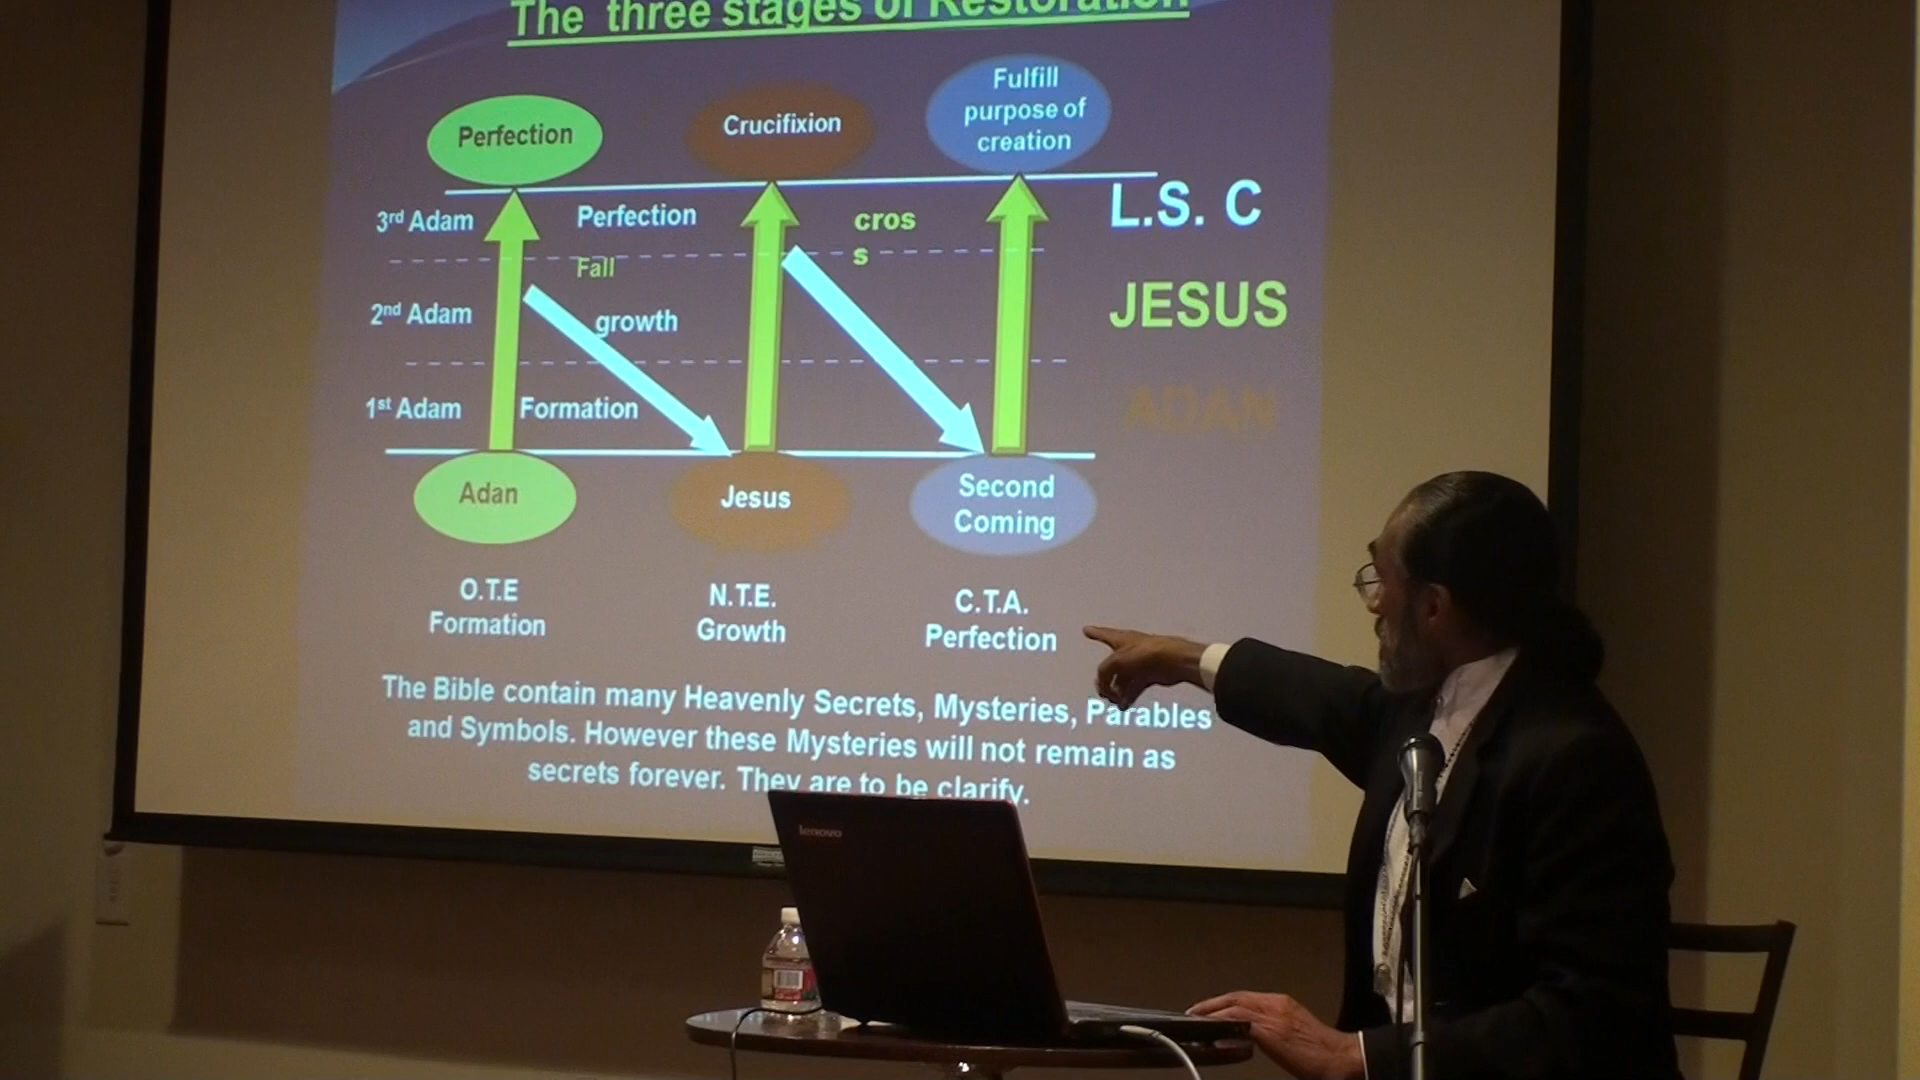 The three stages of Restoration
Perfection
Crucifixion
Fulfill
purpose of
creation
3rd Adam
Perfection
cros
s
L.S. C
Fall
2nd Adam
growth
JESUS
1st Adam
Formation
ADAN
Adan
Jesus
Second
Coming
O.T.E
Formation
N.T.E.
Growth
C.T.A.
Perfection
The Bible contain many Heavenly Secrets, Mysteries, Parables
and Symbols. However these Mysteries will not remain as
secrets forever. They are to be clarify.
lenovo